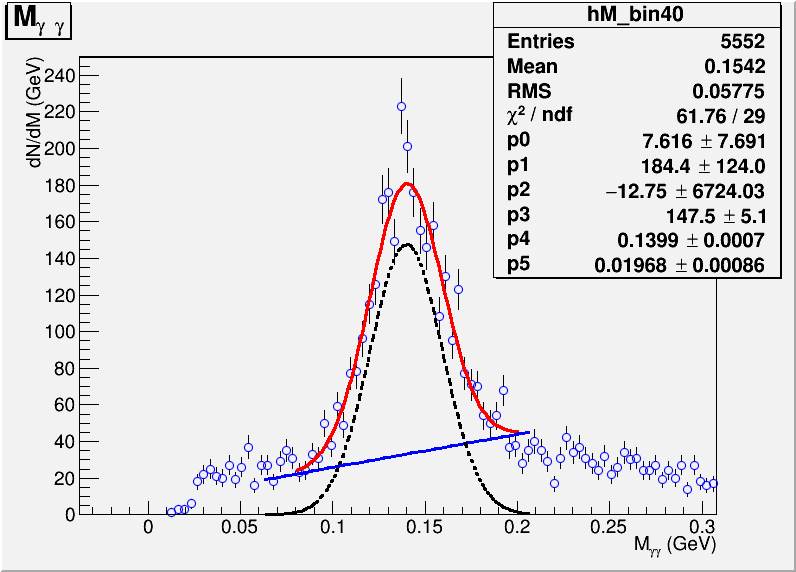 M γ γ
hM_bin40
Entries 5552
Mean 0.1542
RMS 0.05775
χ² / ndf 61.76 / 29
p0 7.616 ± 7.691
p1 184.4 ± 124.0
p2 −12.75 ± 6724.03
p3 147.5 ± 5.1
p4 0.1399 ± 0.0007
p5 0.01968 ± 0.00086
dN/dM (GeV)
240
220
200
180
160
140
120
100
80
60
40
20
0
0 0.05 0.1 0.15 0.2 0.25 0.3
M γγ (GeV)